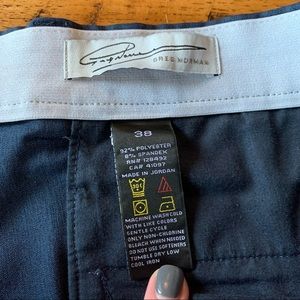 GREG NORMAN
38
92% POLYESTER
8% SPANDEX
RN# 128492
CA# 41097
MADE IN JORDAN
MACHINE WASH COLD
WITH LIKE COLORS
GENTLE CYCLE
ONLY NON-CHLORINE
BLEACH WHEN NEEDED
DO NOT USE SOFTENERS
TUMBLE DRY LOW
COOL IRON